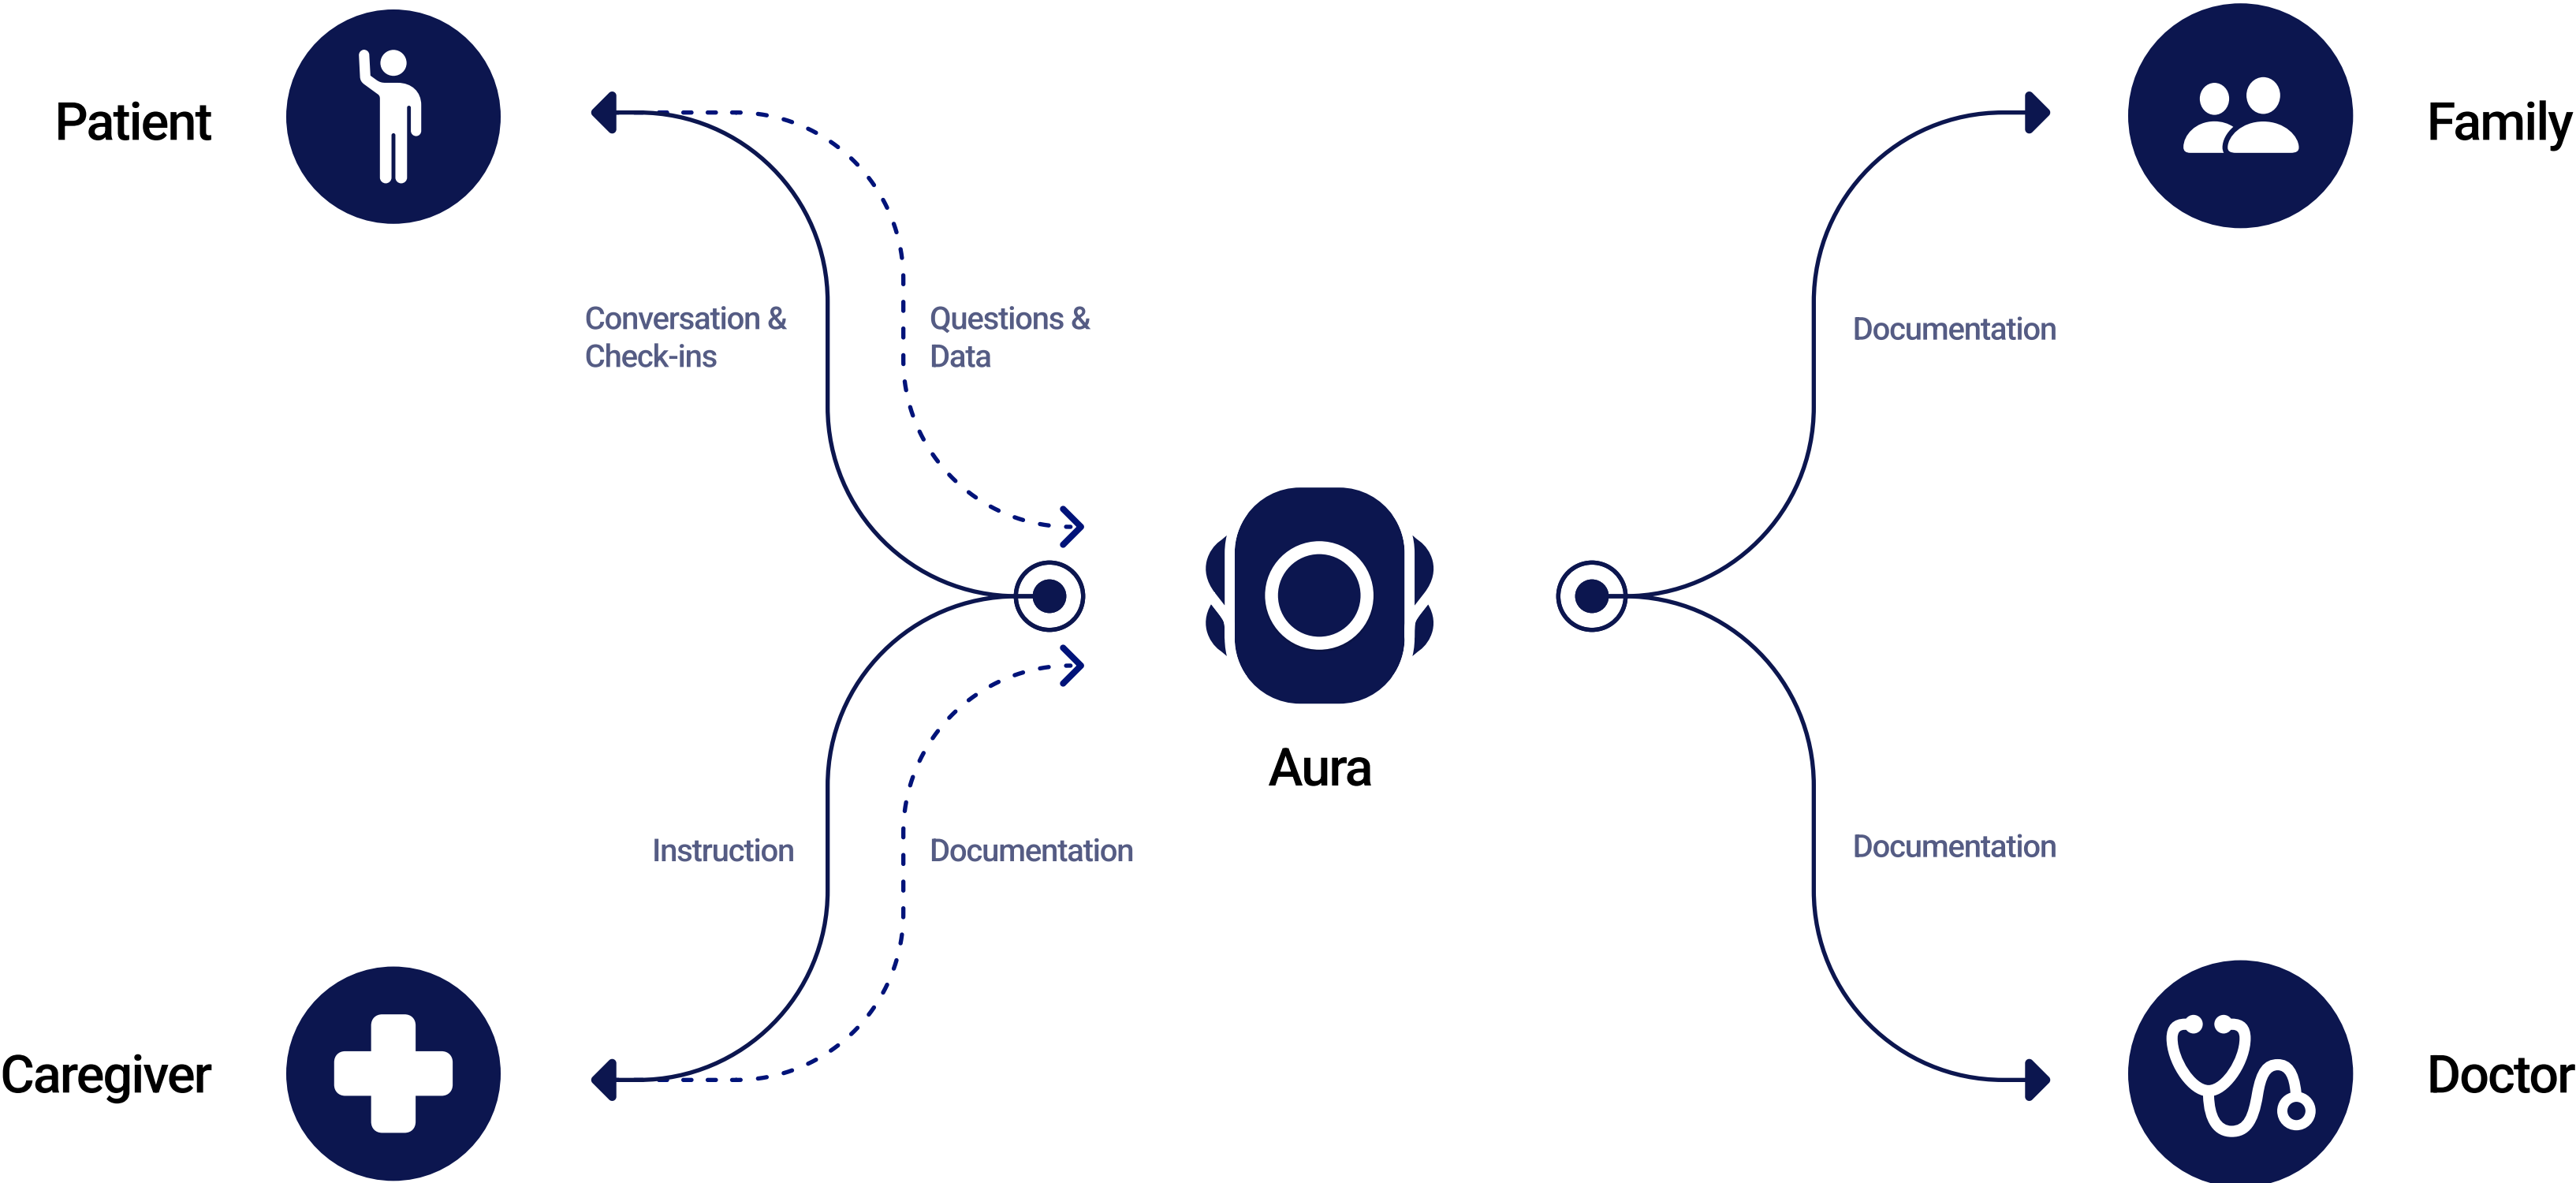 Patient
Family
Conversation &
Check-ins
Questions &
Data
Documentation
Aura
Instruction
Documentation
Documentation
Caregiver
Doctor